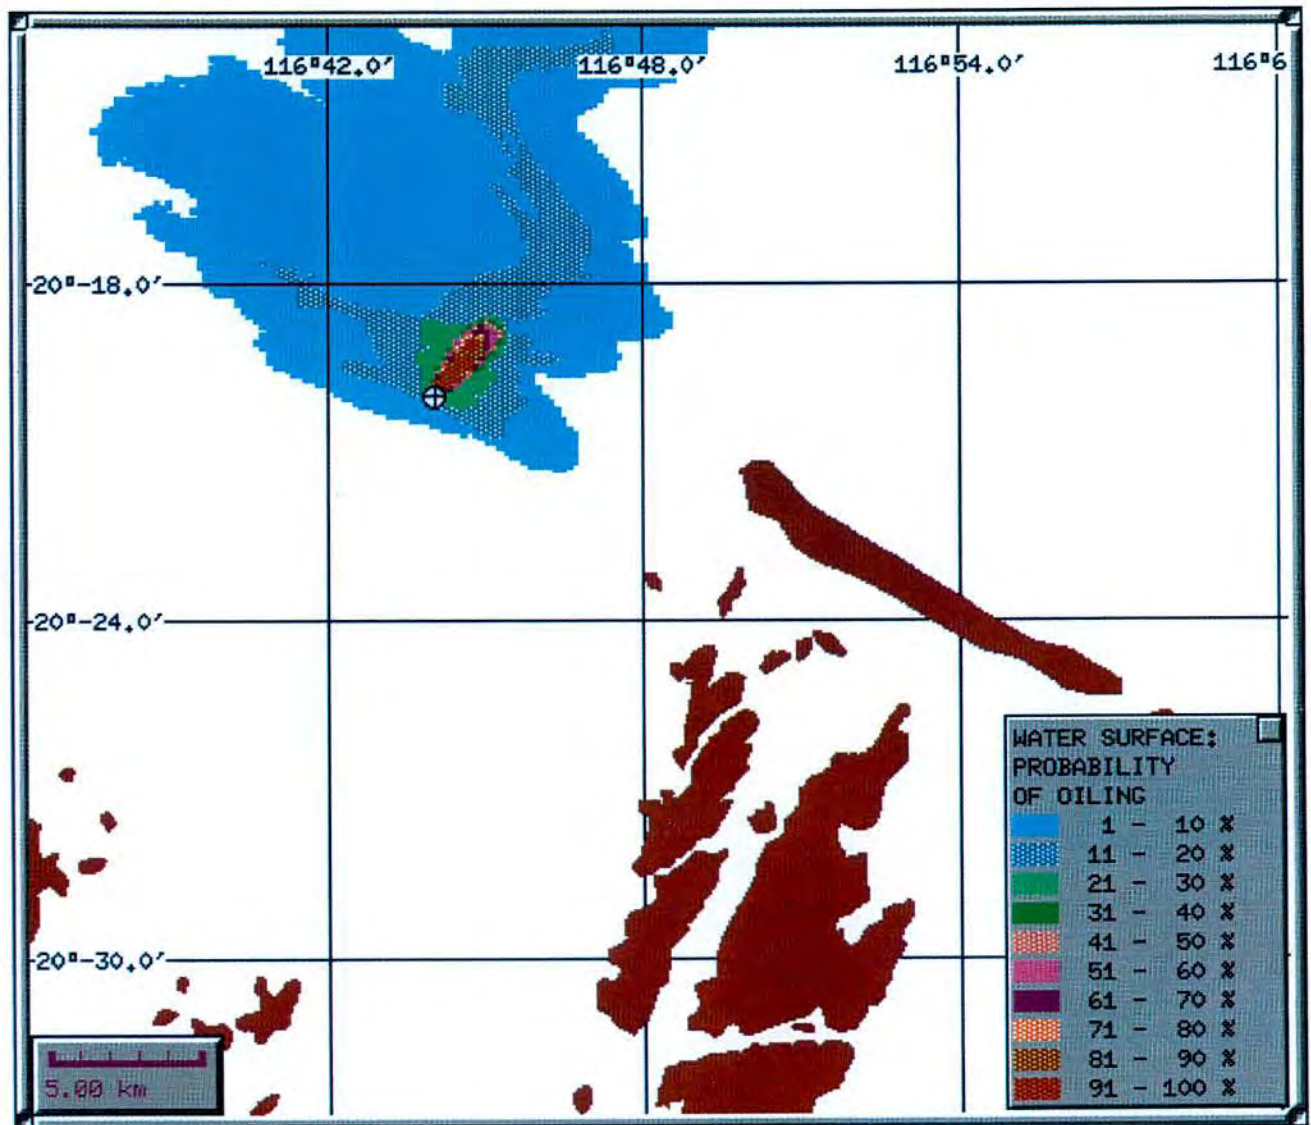 116°42.0' 116°48.0' 116°54.0' 116°6
20°-18.0'
20°-24.0'
20°-30.0'
WATER SURFACE:
PROBABILITY
OF OILING
1 - 10 %
11 - 20 %
21 - 30 %
31 - 40 %
41 - 50 %
51 - 60 %
61 - 70 %
71 - 80 %
81 - 90 %
91 - 100 %
5.00 km